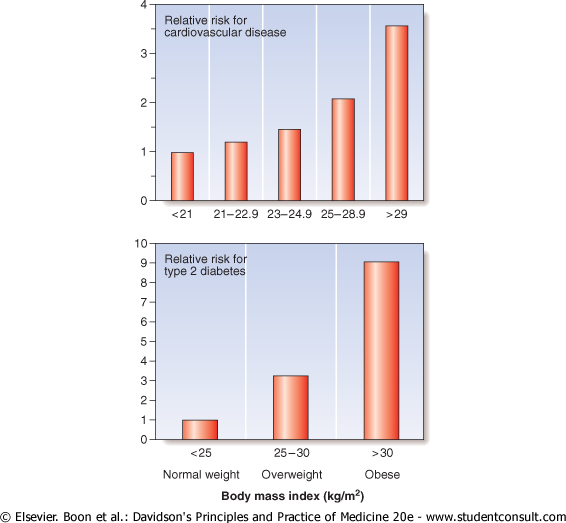 Relative risk for
cardiovascular disease
4
3
2
1
0
<21 21–22.9 23–24.9 25–28.9 >29
Relative risk for
type 2 diabetes
10
9
8
7
6
5
4
3
2
1
0
<25 25–30 >30
Normal weight Overweight Obese
Body mass index (kg/m²)
© Elsevier. Boon et al.: Davidson's Principles and Practice of Medicine 20e - www.studentconsult.com